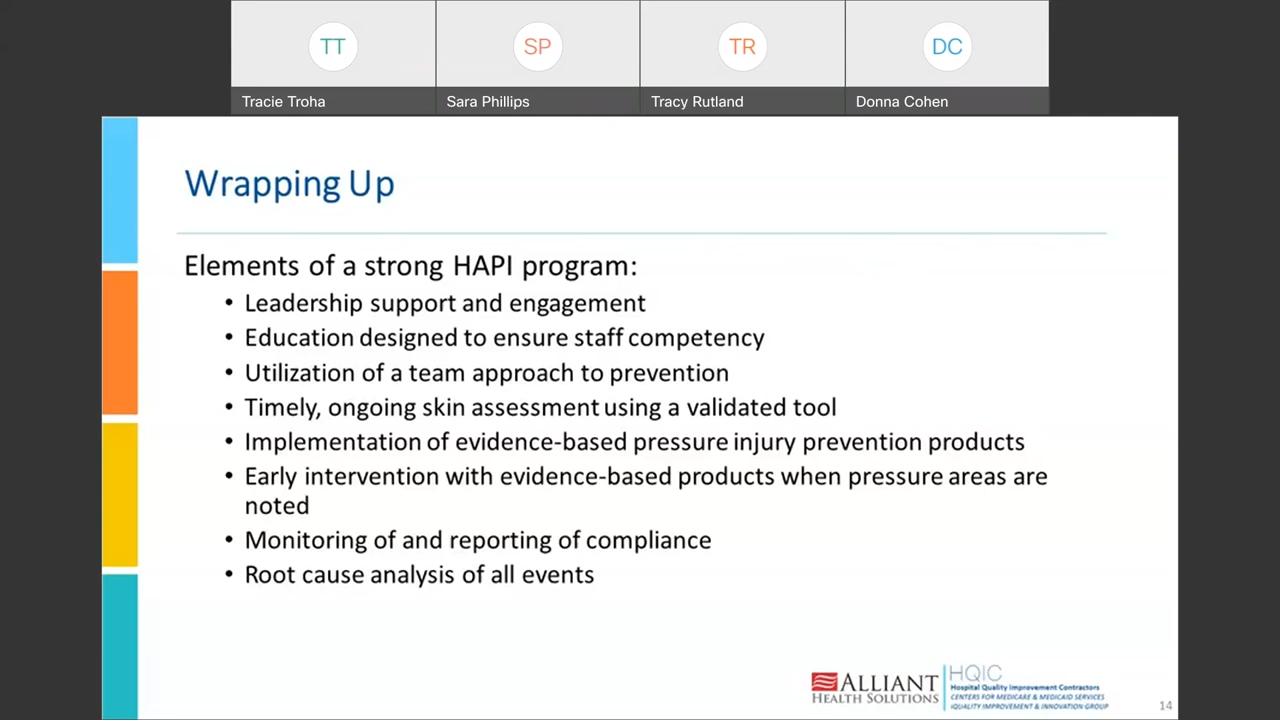 TT
SP
TR
DC
Tracie Troha
Sara Phillips
Tracy Rutland
Donna Cohen
Wrapping Up
Elements of a strong HAPI program:
• Leadership support and engagement
• Education designed to ensure staff competency
• Utilization of a team approach to prevention
• Timely, ongoing skin assessment using a validated tool
• Implementation of evidence-based pressure injury prevention products
• Early intervention with evidence-based products when pressure areas are
noted
• Monitoring of and reporting of compliance
• Root cause analysis of all events
ALLIANT
HEALTH SOLUTIONS
HQIC
Hospital Quality Improvement Contractors
CENTERS FOR MEDICARE & MEDICAID SERVICES
IQUALITY IMPROVEMENT & INNOVATION GROUP
14